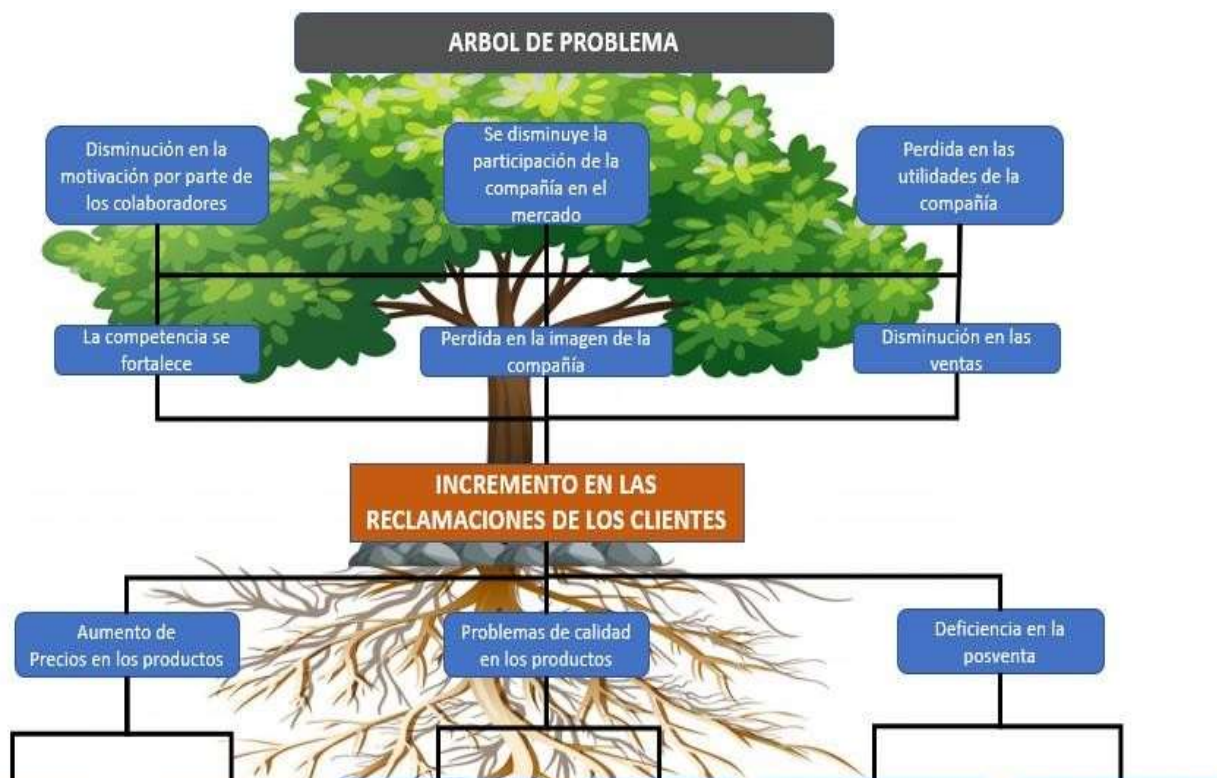 ARBOL DE PROBLEMA
Disminución en la
motivación por parte de
los colaboradores
Se disminuye la
participación de la
compañía en el
mercado
Perdida en las
utilidades de la
compañía
La competencia se
fortalece
Perdida en la imagen de la
compañía
Disminución en las
ventas
INCREMENTO EN LAS
RECLAMACIONES DE LOS CLIENTES
Aumento de
Precios en los productos
Problemas de calidad
en los productos
Deficiencia en la
posventa